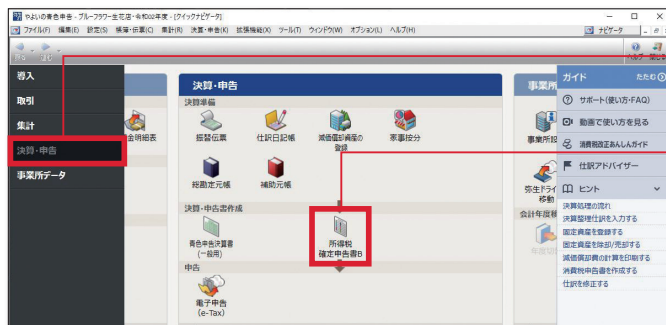 やよいの青色申告 - ブルーフラワー生花店 - 令和02年度 - [クイックナビゲータ]
ファイル(F) 編集(E) 設定(S) 帳簿・伝票(C) 集計(R) 決算・申告(K) 拡張機能(X) ツール(T) ウィンドウ(W) オプション(L) ヘルプ(H)
ナビゲータ
導入
取引
集計
決算・申告
事業所データ
金明細表
決算・申告
決算準備
振替伝票
仕訳日記帳
減価償却資産の
登録
家事按分
総勘定元帳
補助元帳
決算・申告書作成
青色申告決算書
(一般用)
所得税
確定申告書B
申告
電子申告
(e-Tax)
事業所
事業所設
弥生ドライ
移動
会計年度
ガイド
たたむ
サポート(使い方・FAQ)
動画で使い方を見る
消費税改正あんしんガイド
仕訳アドバイザー
ヒント
決算処理の流れ
決算整理仕訳を入力する
固定資産を登録する
固定資産を除却/売却する
減価償却費の計算を印刷する
消費税申告書を作成する
仕訳を修正する